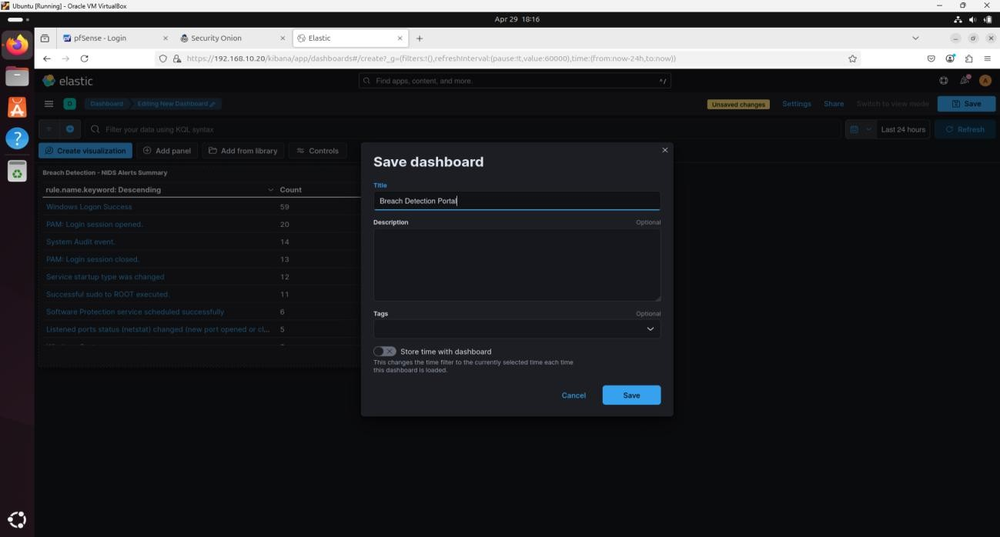 Ubuntu [Running] - Oracle VM VirtualBox
Apr 29 18:16
pfSense - Login
Security Onion
Elastic
https://192.168.10.20/kibana/app/dashboards#/create?_g=(filters:!(),refreshInterval:(pause:!t,value:60000),time:(from:now-24h,to:now))
elastic
Find apps, content, and more.
^/
A
D
Dashboard
Editing New Dashboard
Unsaved changes
Settings
Share
Switch to view mode
Save
Filter your data using KQL syntax
Last 24 hours
Refresh
Create visualization
Add panel
Add from library
Controls
Breach Detection - NIDS Alerts Summary
rule.name.keyword: Descending
Count
Windows Logon Success
59
PAM: Login session opened.
20
System Audit event.
14
PAM: Login session closed.
13
Service startup type was changed
12
Successful sudo to ROOT executed.
11
Software Protection service scheduled successfully
6
Listened ports status (netstat) changed (new port opened or cl...
5
Save dashboard
Title
Breach Detection Portal
Description
Optional
Tags
Optional
Store time with dashboard
This changes the time filter to the currently selected time each time
this dashboard is loaded.
Cancel
Save